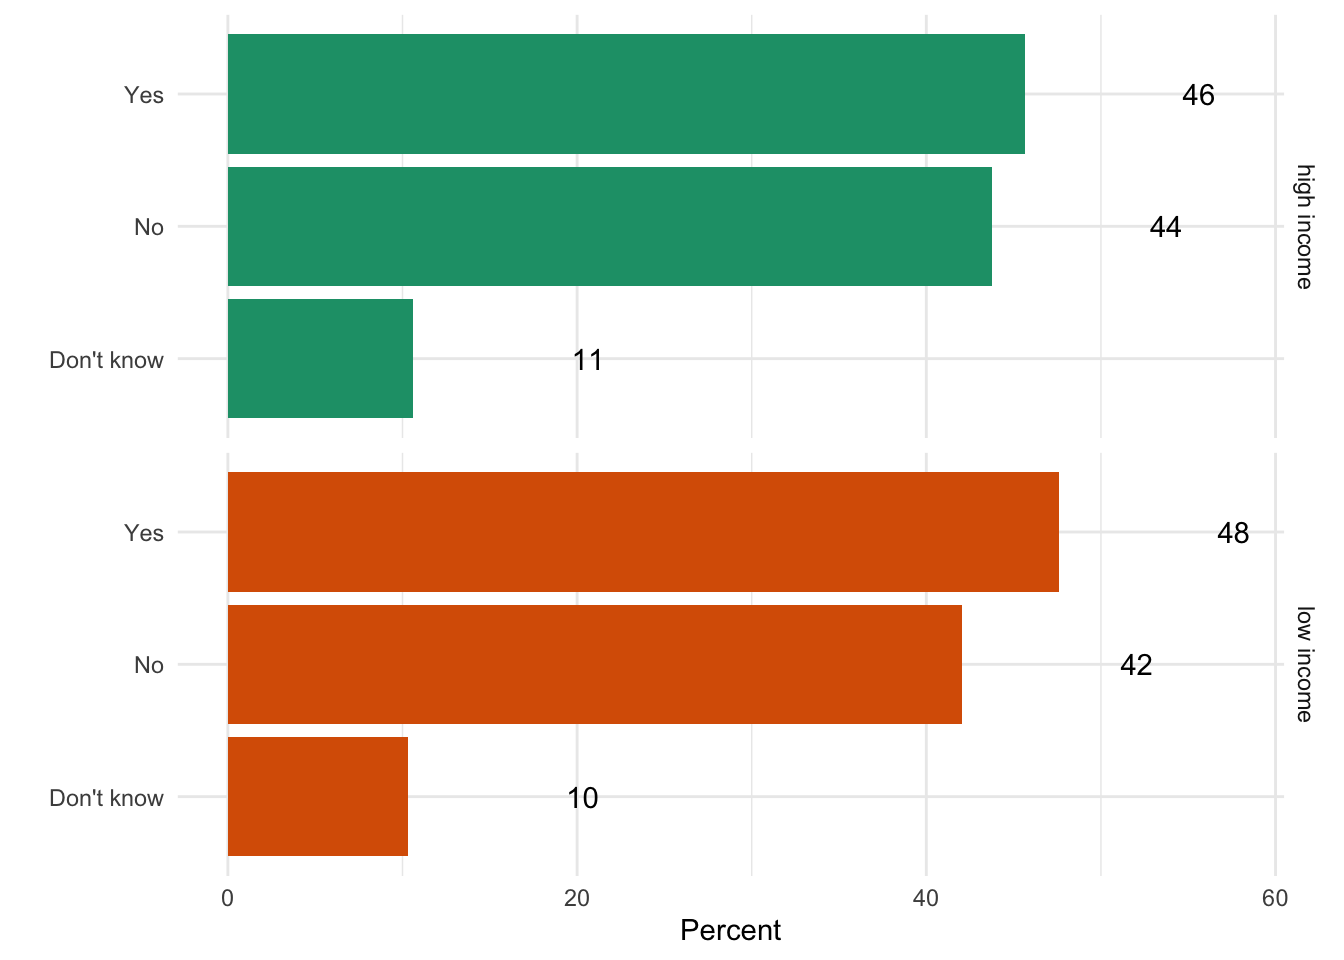 Yes
46
No
44
Don't know
11
high income
Yes
48
No
42
Don't know
10
low income
0 20 40 60
Percent